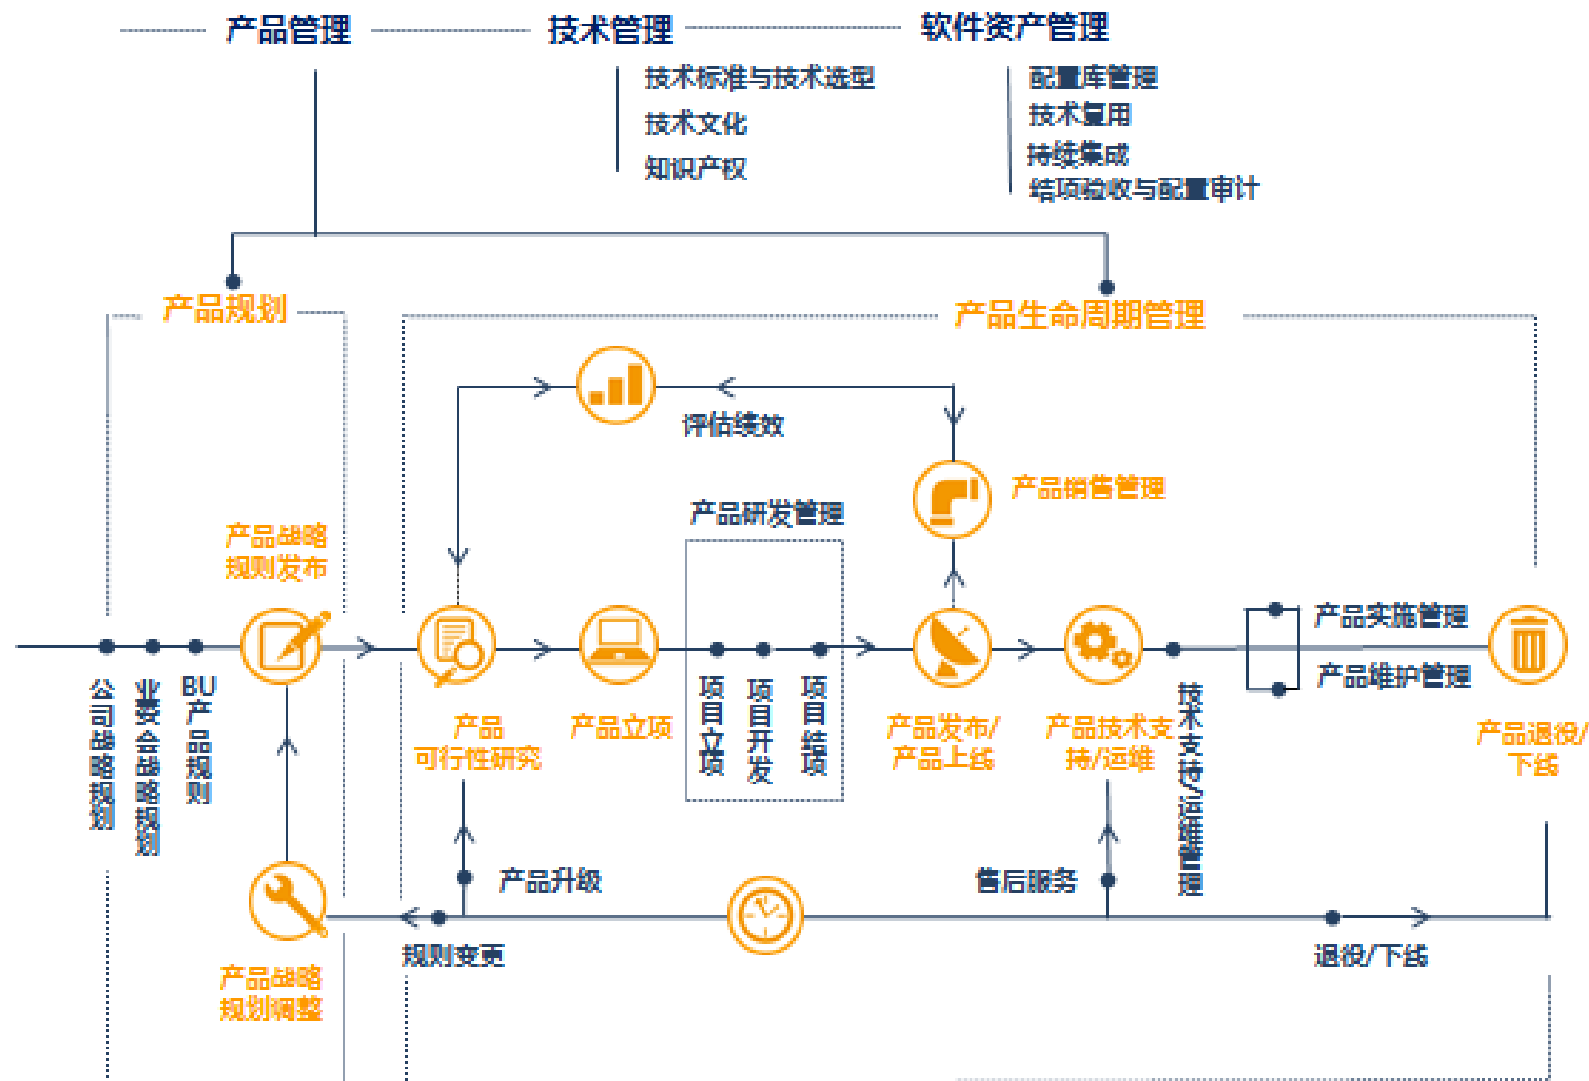 产品管理
技术管理
软件资产管理
技术标准与技术选型
技术文化
知识产权
配置库管理
技术复用
持续集成
结项验收与配置审计
产品规划
产品生命周期管理
评估绩效
产品销售管理
产品研发管理
产品战略
规则发布
产品实施管理
产品维护管理
公司战略规划
业务会战略规划
BU产品规则
产品
可行性研究
产品立项
项目立项
项目开发
项目结项
产品发布/
产品上线
产品技术支
持/运维
技术支持/运维管理
产品退役/
下线
产品升级
售后服务
规则变更
退役/下线
产品战略
规划调整